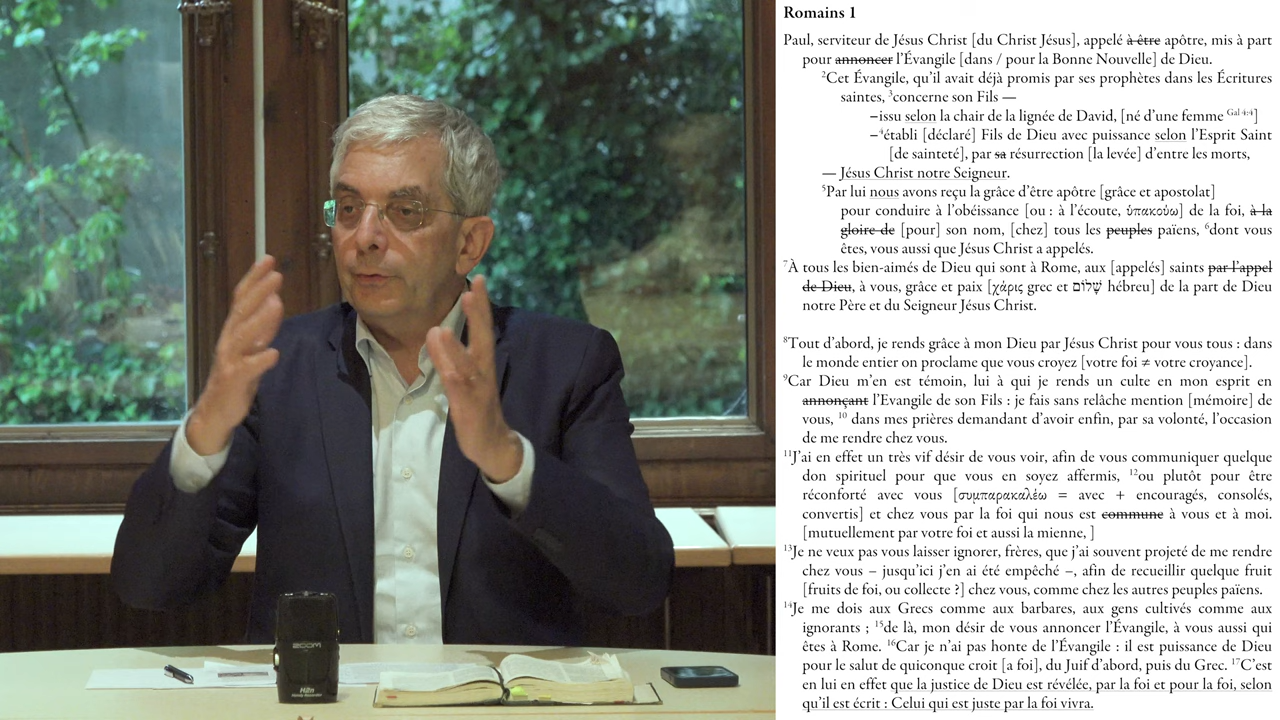 Romains 1
Paul, serviteur de Jésus Christ [du Christ Jésus], appelé à être apôtre, mis à part
pour annoncer l'Évangile [dans / pour la Bonne Nouvelle] de Dieu.
²Cet Évangile, qu'il avait déjà promis par ses prophètes dans les Écritures
saintes, ³concerne son Fils —
–issu selon la chair de la lignée de David, [né d'une femme Gal 4:4]
–⁴établi [déclaré] Fils de Dieu avec puissance selon l'Esprit Saint
[de sainteté], par sa résurrection [la levée] d'entre les morts,
— Jésus Christ notre Seigneur.
⁵Par lui nous avons reçu la grâce d'être apôtre [grâce et apostolat]
pour conduire à l'obéissance [ou : à l'écoute, ὑπακούω] de la foi, à la
gloire de [pour] son nom, [chez] tous les peuples païens, ⁶dont vous
êtes, vous aussi que Jésus Christ a appelés.
⁷À tous les bien-aimés de Dieu qui sont à Rome, aux [appelés] saints par l'appel
de Dieu, à vous, grâce et paix [χάρις grec et שָׁלוֹם hébreu] de la part de Dieu
notre Père et du Seigneur Jésus Christ.
⁸Tout d'abord, je rends grâce à mon Dieu par Jésus Christ pour vous tous : dans
le monde entier on proclame que vous croyez [votre foi ≠ votre croyance].
⁹Car Dieu m'en est témoin, lui à qui je rends un culte en mon esprit en
annonçant l'Evangile de son Fils : je fais sans relâche mention [mémoire] de
vous, ¹⁰ dans mes prières demandant d'avoir enfin, par sa volonté, l'occasion
de me rendre chez vous.
¹¹J'ai en effet un très vif désir de vous voir, afin de vous communiquer quelque
don spirituel pour que vous en soyez affermis, ¹²ou plutôt pour être
réconforté avec vous [συμπαρακαλέω = avec + encouragés, consolés,
convertis] et chez vous par la foi qui nous est commune à vous et à moi.
[mutuellement par votre foi et aussi la mienne, ]
¹³Je ne veux pas vous laisser ignorer, frères, que j'ai souvent projeté de me rendre
chez vous – jusqu'ici j'en ai été empêché –, afin de recueillir quelque fruit
[fruits de foi, ou collecte ?] chez vous, comme chez les autres peuples païens.
¹⁴Je me dois aux Grecs comme aux barbares, aux gens cultivés comme aux
ignorants ; ¹⁵de là, mon désir de vous annoncer l'Évangile, à vous aussi qui
êtes à Rome. ¹⁶Car je n'ai pas honte de l'Évangile : il est puissance de Dieu
pour le salut de quiconque croit [a foi], du Juif d'abord, puis du Grec. ¹⁷C'est
en lui en effet que la justice de Dieu est révélée, par la foi et pour la foi, selon
qu'il est écrit : Celui qui est juste par la foi vivra.
zoom
H2n